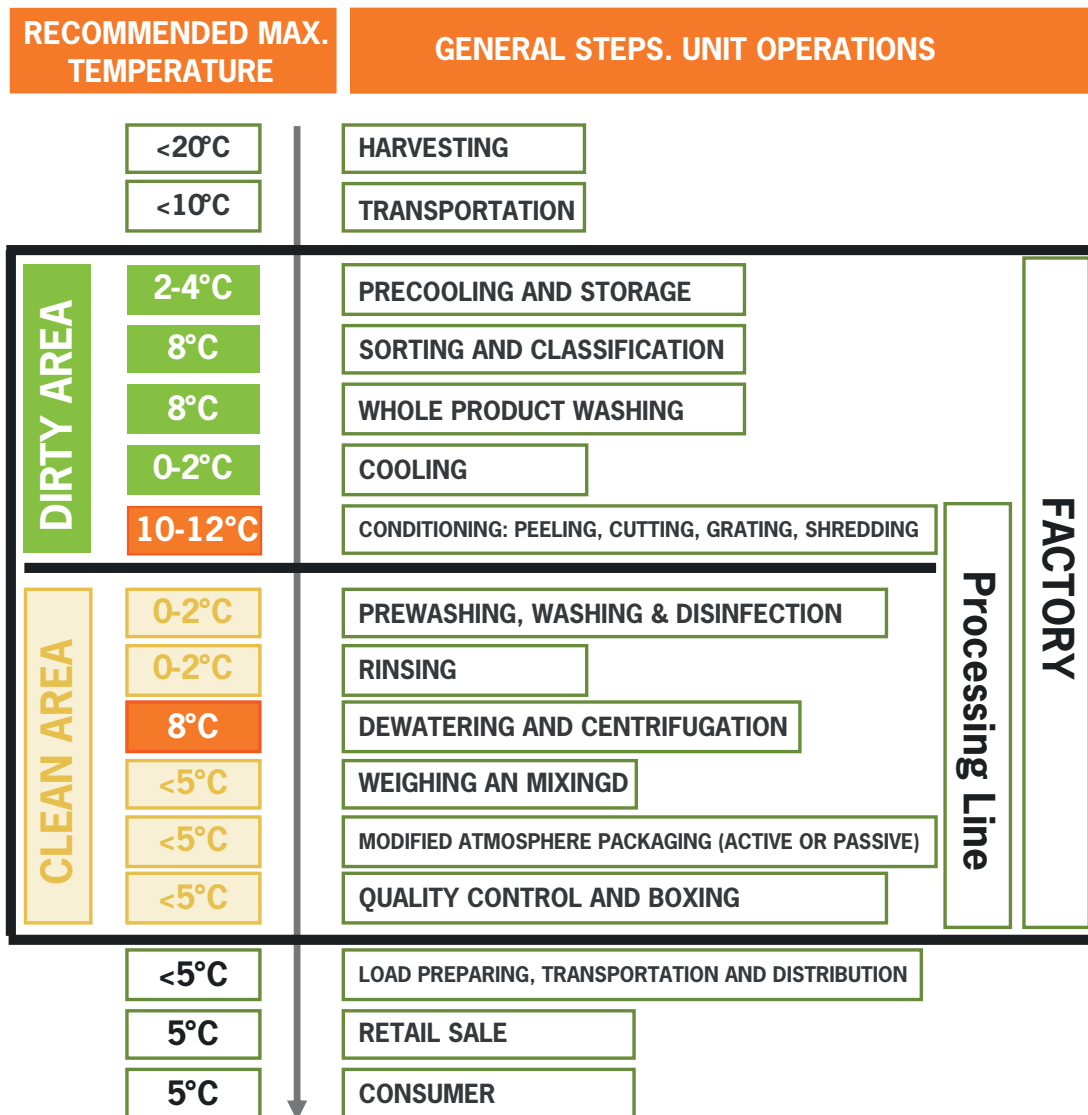 RECOMMENDED MAX.
TEMPERATURE
GENERAL STEPS. UNIT OPERATIONS
<20°C
HARVESTING
<10°C
TRANSPORTATION
DIRTY AREA
2-4°C
PRECOOLING AND STORAGE
8°C
SORTING AND CLASSIFICATION
8°C
WHOLE PRODUCT WASHING
0-2°C
COOLING
10-12°C
CONDITIONING: PEELING, CUTTING, GRATING, SHREDDING
CLEAN AREA
0-2°C
PREWASHING, WASHING & DISINFECTION
0-2°C
RINSING
8°C
DEWATERING AND CENTRIFUGATION
<5°C
WEIGHING AN MIXINGD
<5°C
MODIFIED ATMOSPHERE PACKAGING (ACTIVE OR PASSIVE)
<5°C
QUALITY CONTROL AND BOXING
Processing Line
FACTORY
<5°C
LOAD PREPARING, TRANSPORTATION AND DISTRIBUTION
5°C
RETAIL SALE
5°C
CONSUMER